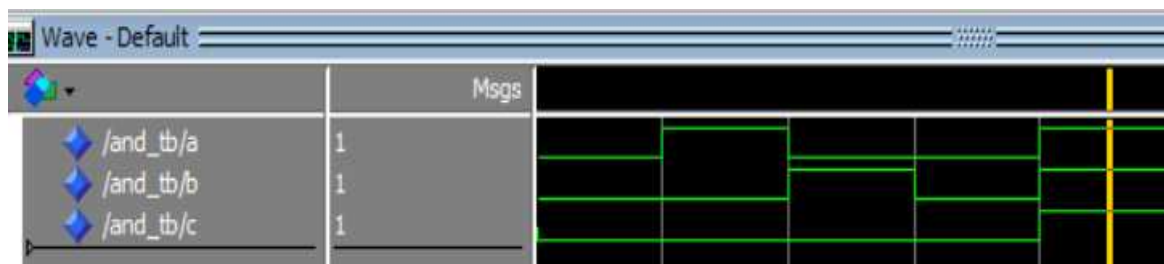 Wave - Default
Msgs
/and_tb/a 1
/and_tb/b 1
/and_tb/c 1